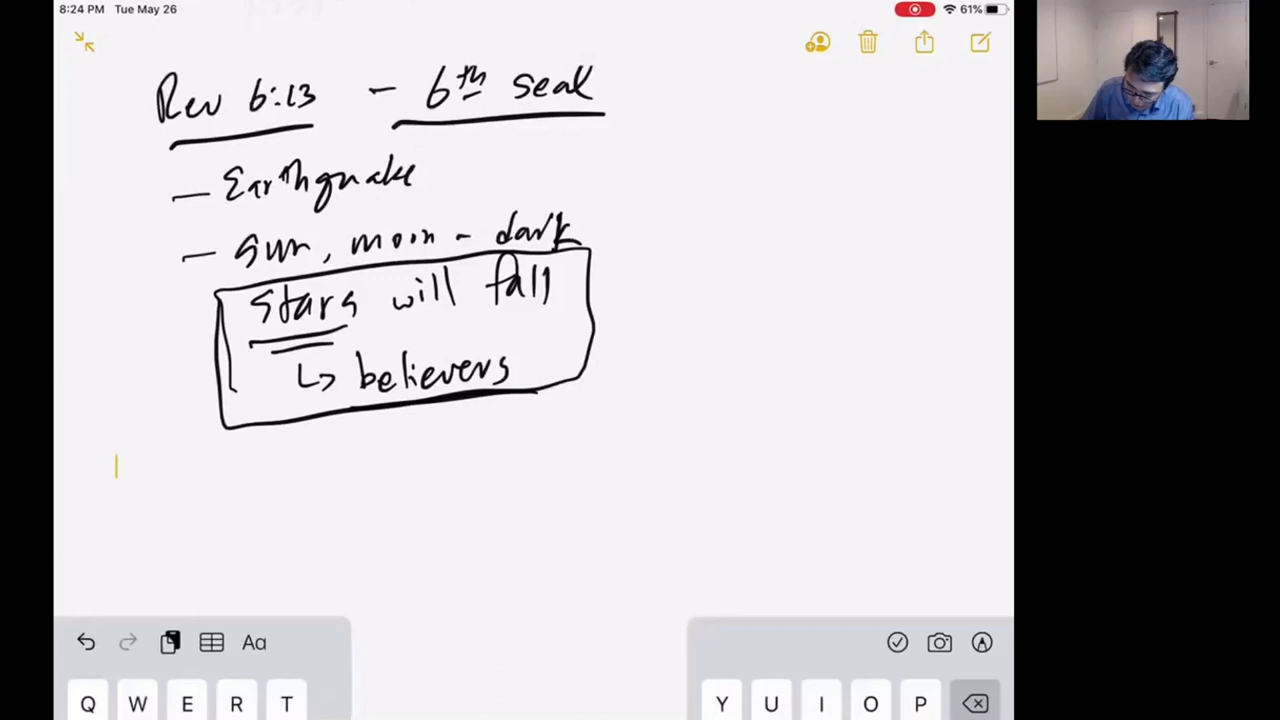 8:24 PM Tue May 26
61%
Rev 6:13 - 6th seal
- Earthquake
- sun, moon - dark
stars will fall
↳ believers
Aa
Q W E R T Y U I O P